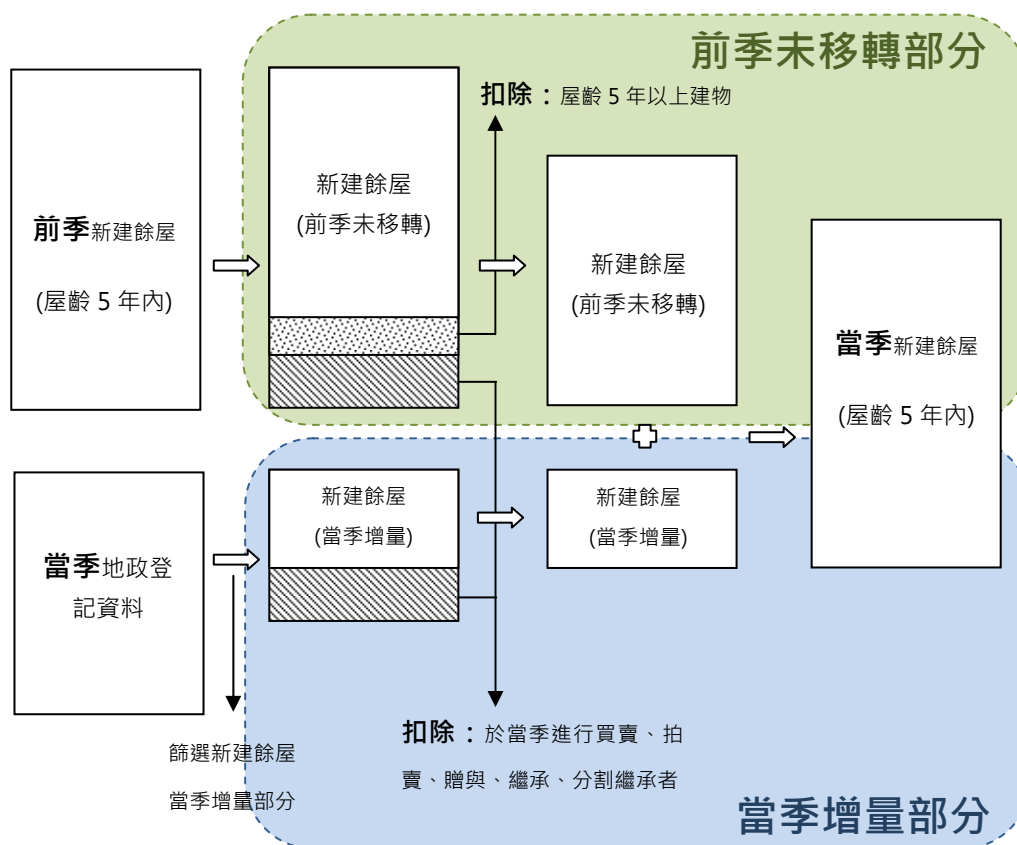 前季未移轉部分
扣除：屋齡 5 年以上建物
前季新建餘屋
(屋齡 5 年內)
新建餘屋
(前季未移轉)
新建餘屋
(前季未移轉)
當季新建餘屋
(屋齡 5 年內)
當季地政登
記資料
新建餘屋
(當季增量)
新建餘屋
(當季增量)
篩選新建餘屋
當季增量部分
扣除：於當季進行買賣、拍
賣、贈與、繼承、分割繼承者
當季增量部分